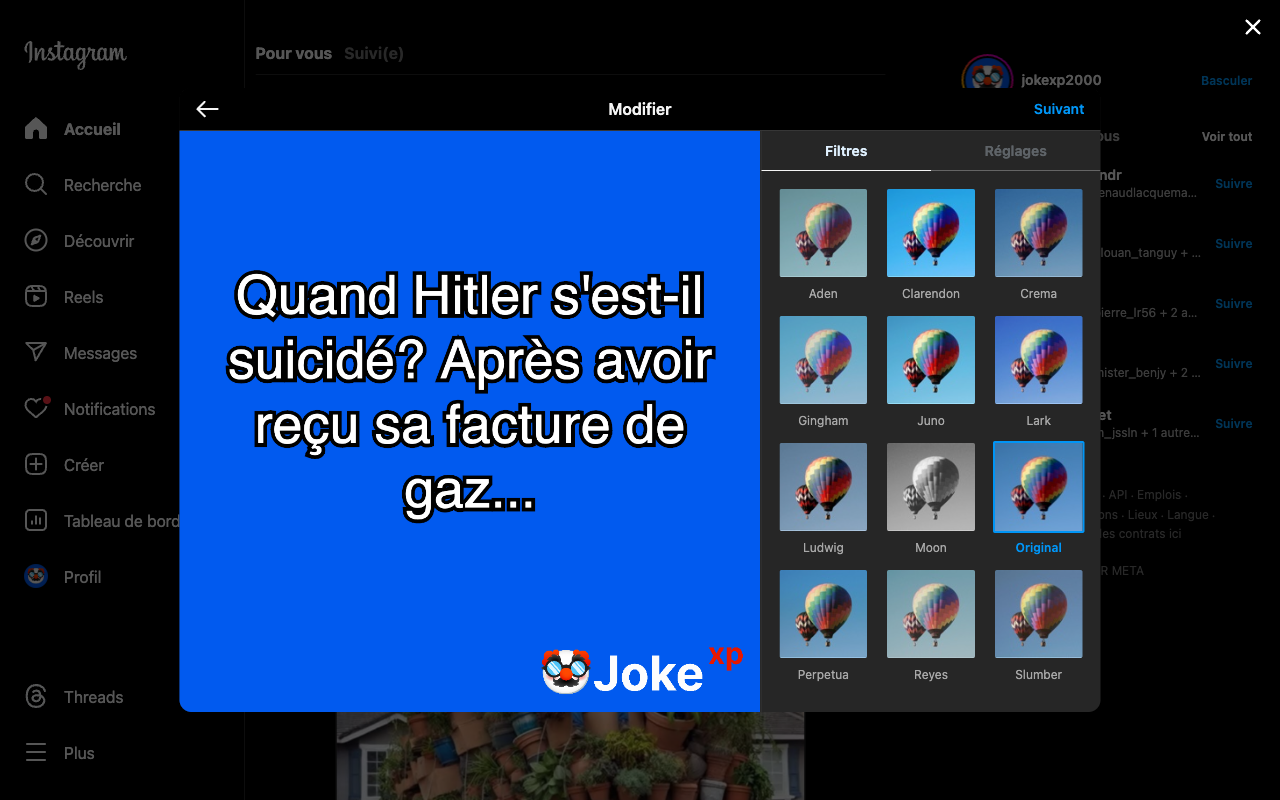 Instagram
Pour vous Suivi(e)
jokexp2000
Basculer
Modifier
Suivant
Accueil
Recherche
Découvrir
Reels
Messages
Notifications
Créer
Tableau de bord
Profil
Threads
Plus
Quand Hitler s'est-il
suicidé? Après avoir
reçu sa facture de
gaz...
Joke xp
Filtres
Réglages
Aden
Clarendon
Crema
Gingham
Juno
Lark
Ludwig
Moon
Original
Perpetua
Reyes
Slumber
Voir tout
Suivre
Suivre
Suivre
Suivre
Suivre
· API · Emplois ·
Lieux · Langue ·
contrats ici
META